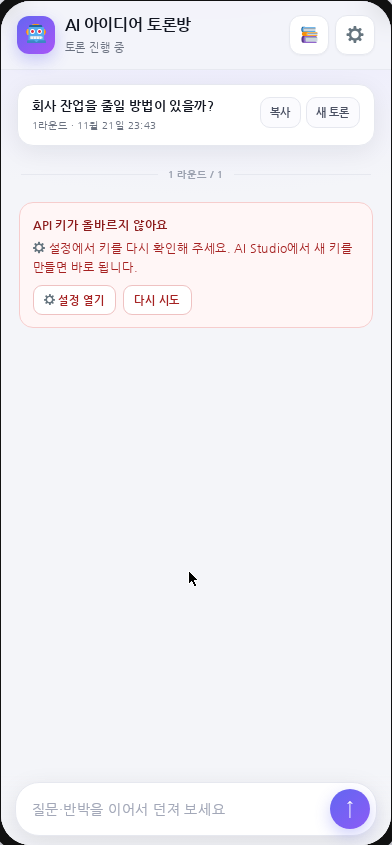 AI 아이디어 토론방
토론 진행 중
회사 잔업을 줄일 방법이 있을까?
1라운드 · 11월 21일 23:43
복사
새 토론
1 라운드 / 1
API 키가 올바르지 않아요
⚙ 설정에서 키를 다시 확인해 주세요. AI Studio에서 새 키를
만들면 바로 됩니다.
⚙ 설정 열기
다시 시도
질문·반박을 이어서 던져 보세요
↑